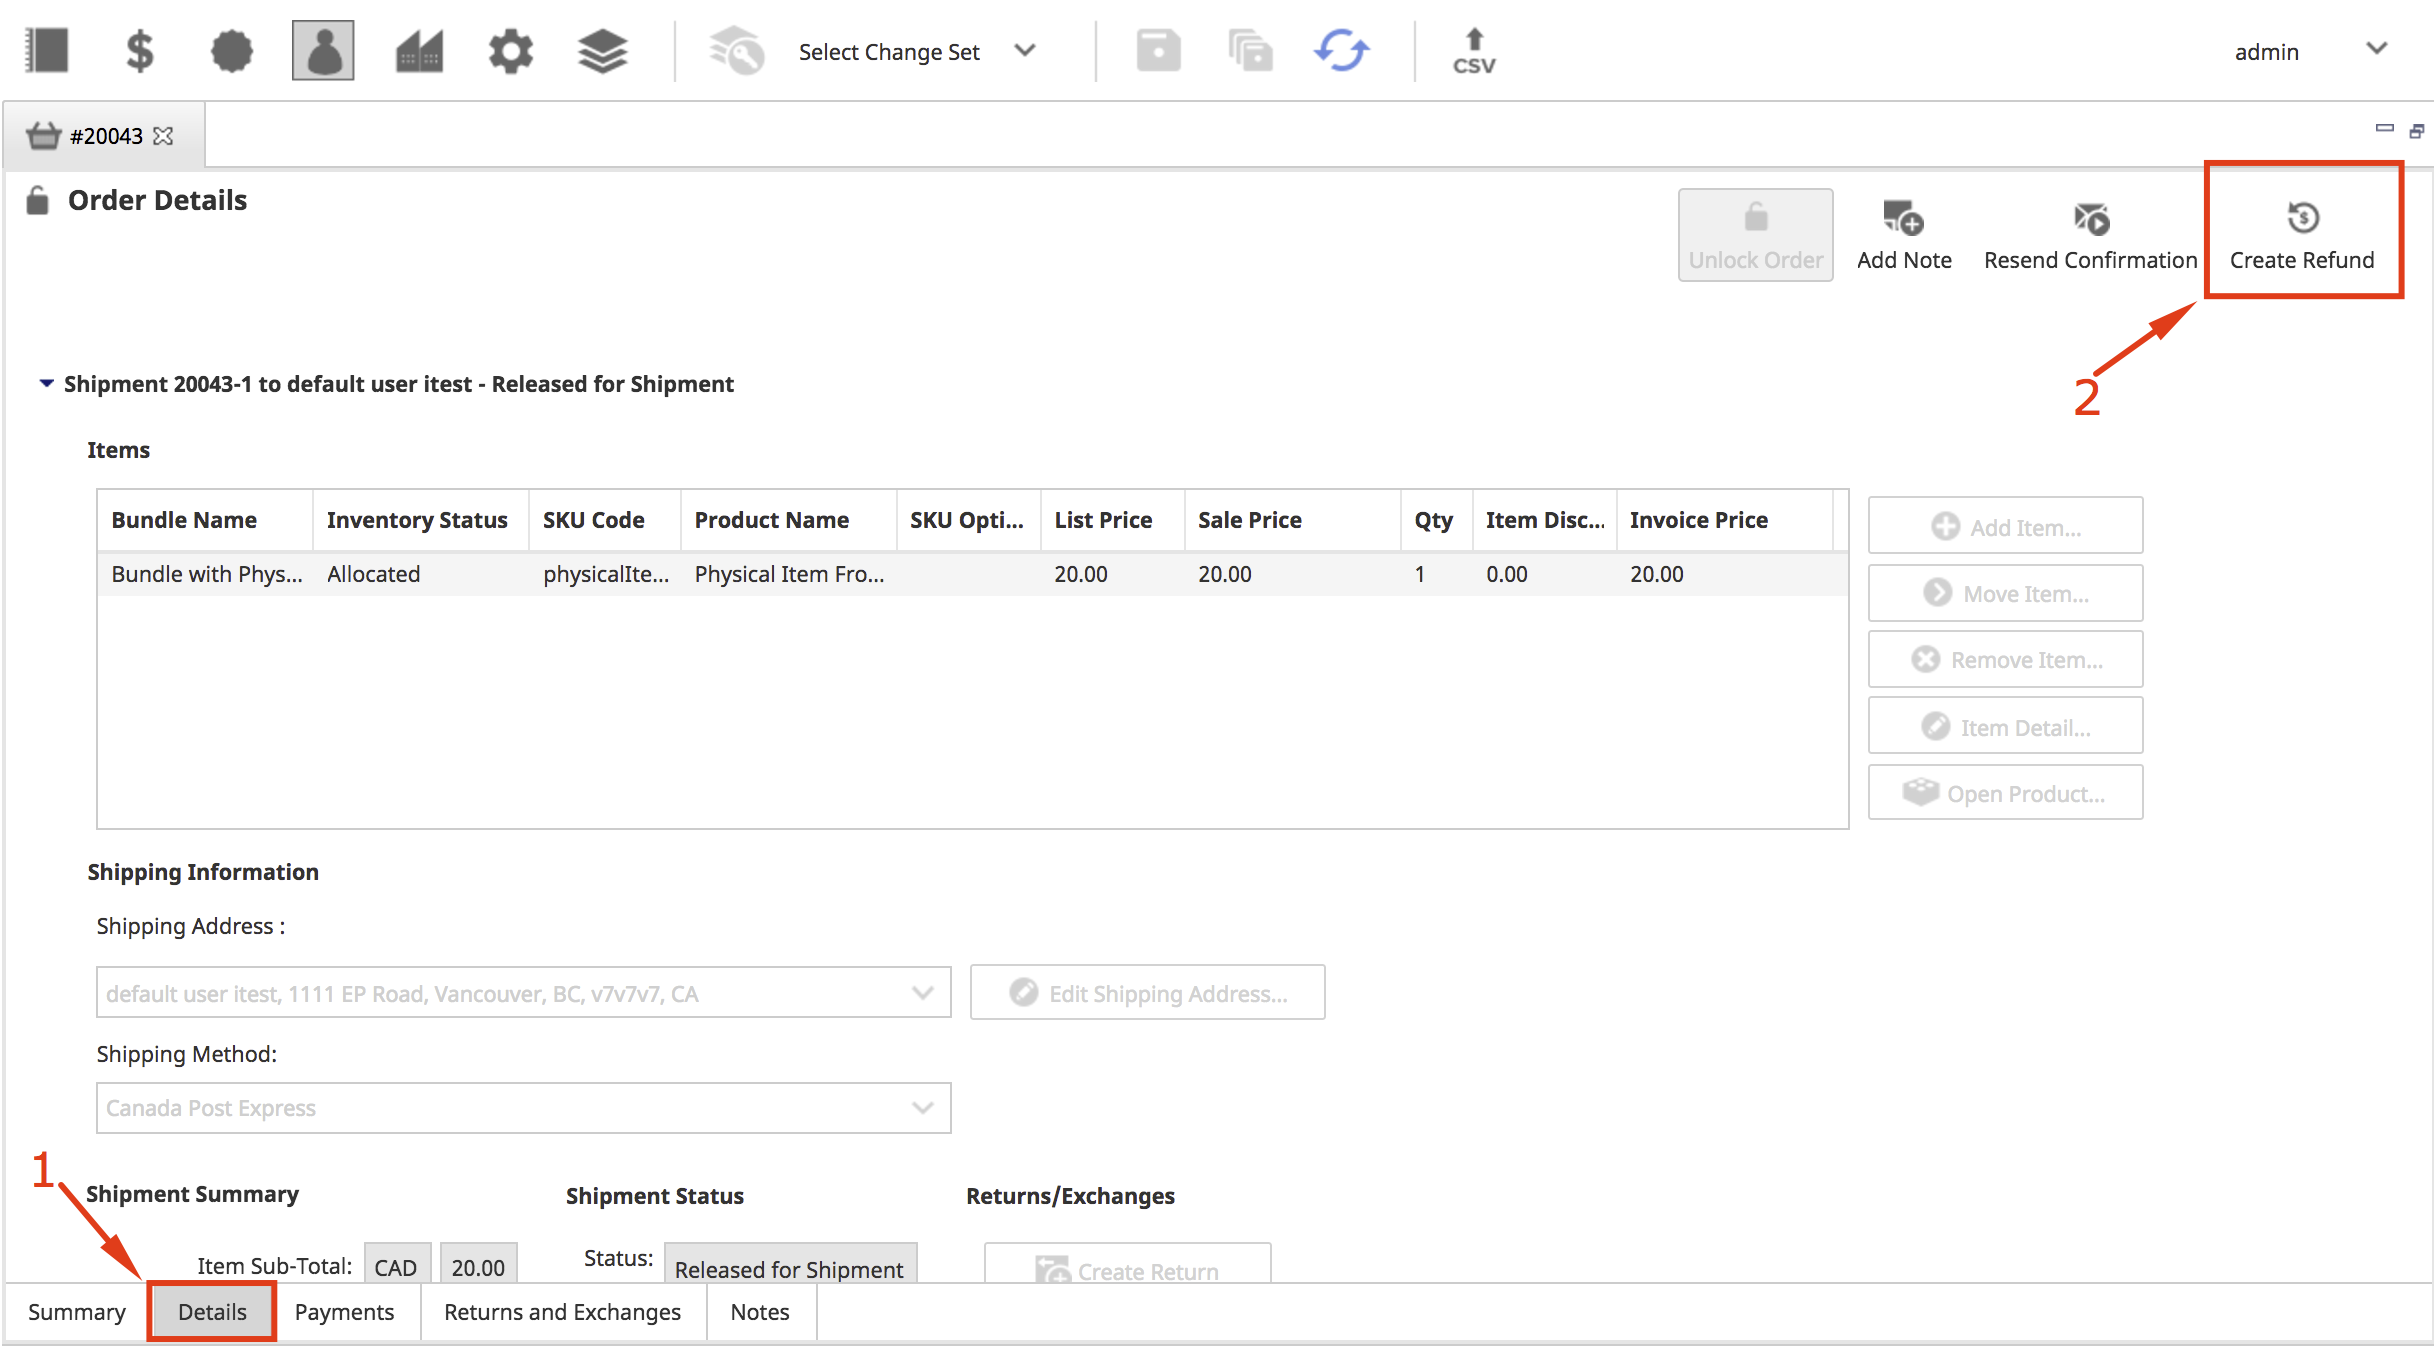 Select Change Set
CSV
admin
#20043
Order Details
Unlock Order
Add Note
Resend Confirmation
Create Refund
2
Shipment 20043-1 to default user itest - Released for Shipment
Items
Bundle Name Inventory Status SKU Code Product Name SKU Opti... List Price Sale Price Qty Item Disc... Invoice Price
Bundle with Phys... Allocated physicalIte... Physical Item Fro... 20.00 20.00 1 0.00 20.00
Add Item...
Move Item...
Remove Item...
Item Detail...
Open Product...
Shipping Information
Shipping Address :
default user itest, 1111 EP Road, Vancouver, BC, v7v7v7, CA
Edit Shipping Address...
Shipping Method:
Canada Post Express
1
Shipment Summary
Shipment Status
Returns/Exchanges
Item Sub-Total: CAD 20.00
Status: Released for Shipment
Create Return
Summary Details Payments Returns and Exchanges Notes